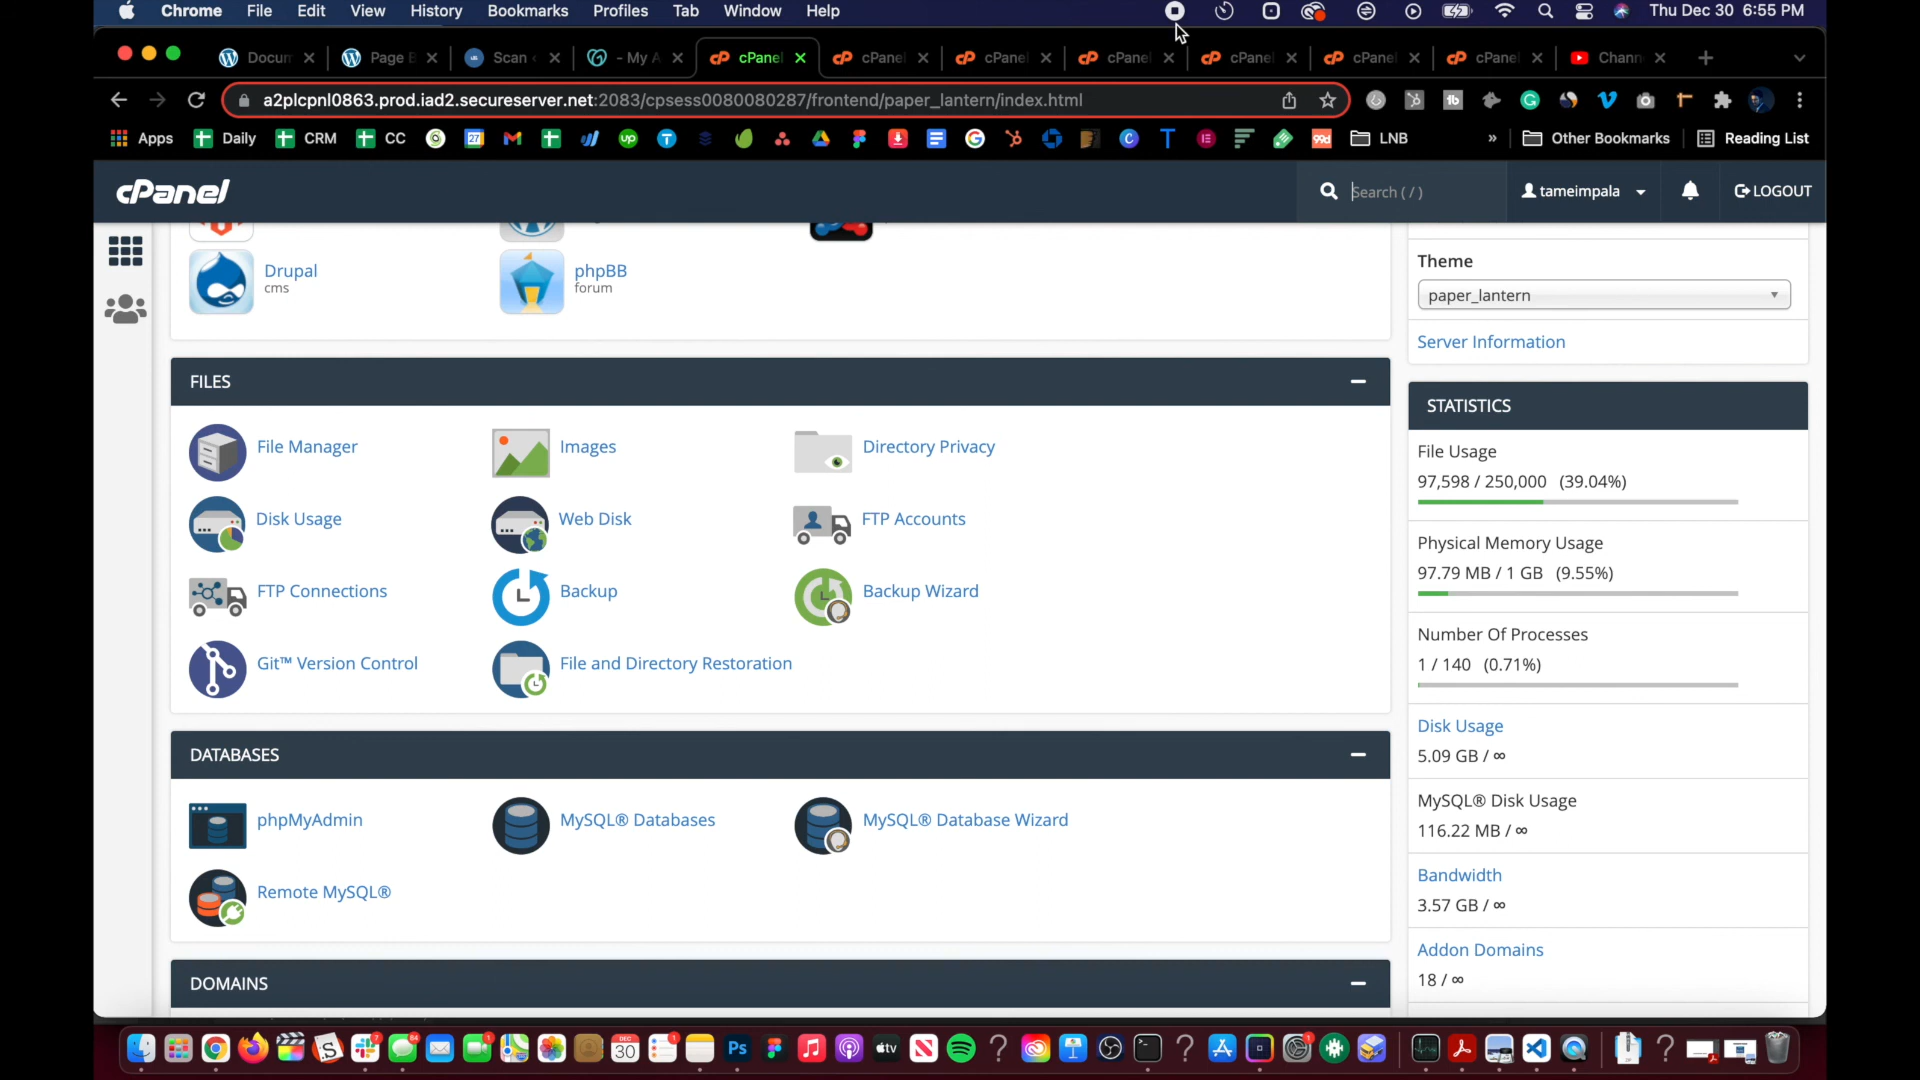 Chrome File Edit View History Bookmarks Profiles Tab Window Help Thu Dec 30 6:55 PM
Docum Page B Scan - My A cPanel cPanel cPanel cPanel cPanel cPanel cPanel Chann
a2plcpnl0863.prod.iad2.secureserver.net:2083/cpsess0080080287/frontend/paper_lantern/index.html
Apps Daily CRM CC LNB » Other Bookmarks Reading List
cPanel Search ( / ) tameimpala LOGOUT
Drupal
cms
phpBB
forum
Theme
paper_lantern
Server Information
FILES
File Manager Images Directory Privacy
Disk Usage Web Disk FTP Accounts
FTP Connections Backup Backup Wizard
Git™ Version Control File and Directory Restoration
DATABASES
phpMyAdmin MySQL® Databases MySQL® Database Wizard
Remote MySQL®
DOMAINS
STATISTICS
File Usage
97,598 / 250,000 (39.04%)
Physical Memory Usage
97.79 MB / 1 GB (9.55%)
Number Of Processes
1 / 140 (0.71%)
Disk Usage
5.09 GB / ∞
MySQL® Disk Usage
116.22 MB / ∞
Bandwidth
3.57 GB / ∞
Addon Domains
18 / ∞